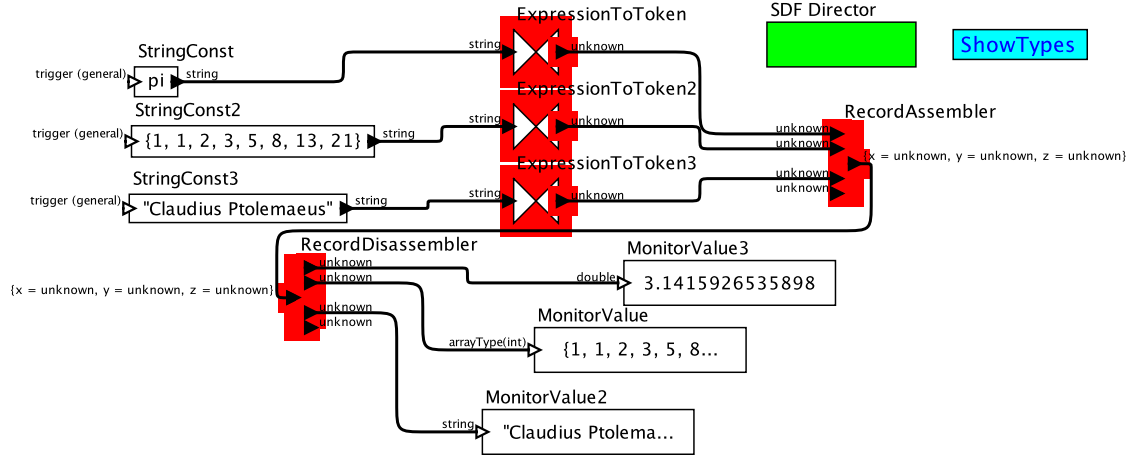 SDF Director
ShowTypes
StringConst
trigger (general)
pi
string
StringConst2
trigger (general)
{1, 1, 2, 3, 5, 8, 13, 21}
string
StringConst3
trigger (general)
"Claudius Ptolemaeus"
string
ExpressionToToken
string
unknown
ExpressionToToken2
string
unknown
ExpressionToToken3
string
unknown
RecordAssembler
unknown
unknown
unknown
unknown
{x = unknown, y = unknown, z = unknown}
RecordDisassembler
{x = unknown, y = unknown, z = unknown}
unknown
unknown
unknown
unknown
MonitorValue3
double
3.1415926535898
MonitorValue
arrayType(int)
{1, 1, 2, 3, 5, 8...
MonitorValue2
string
"Claudius Ptolema...